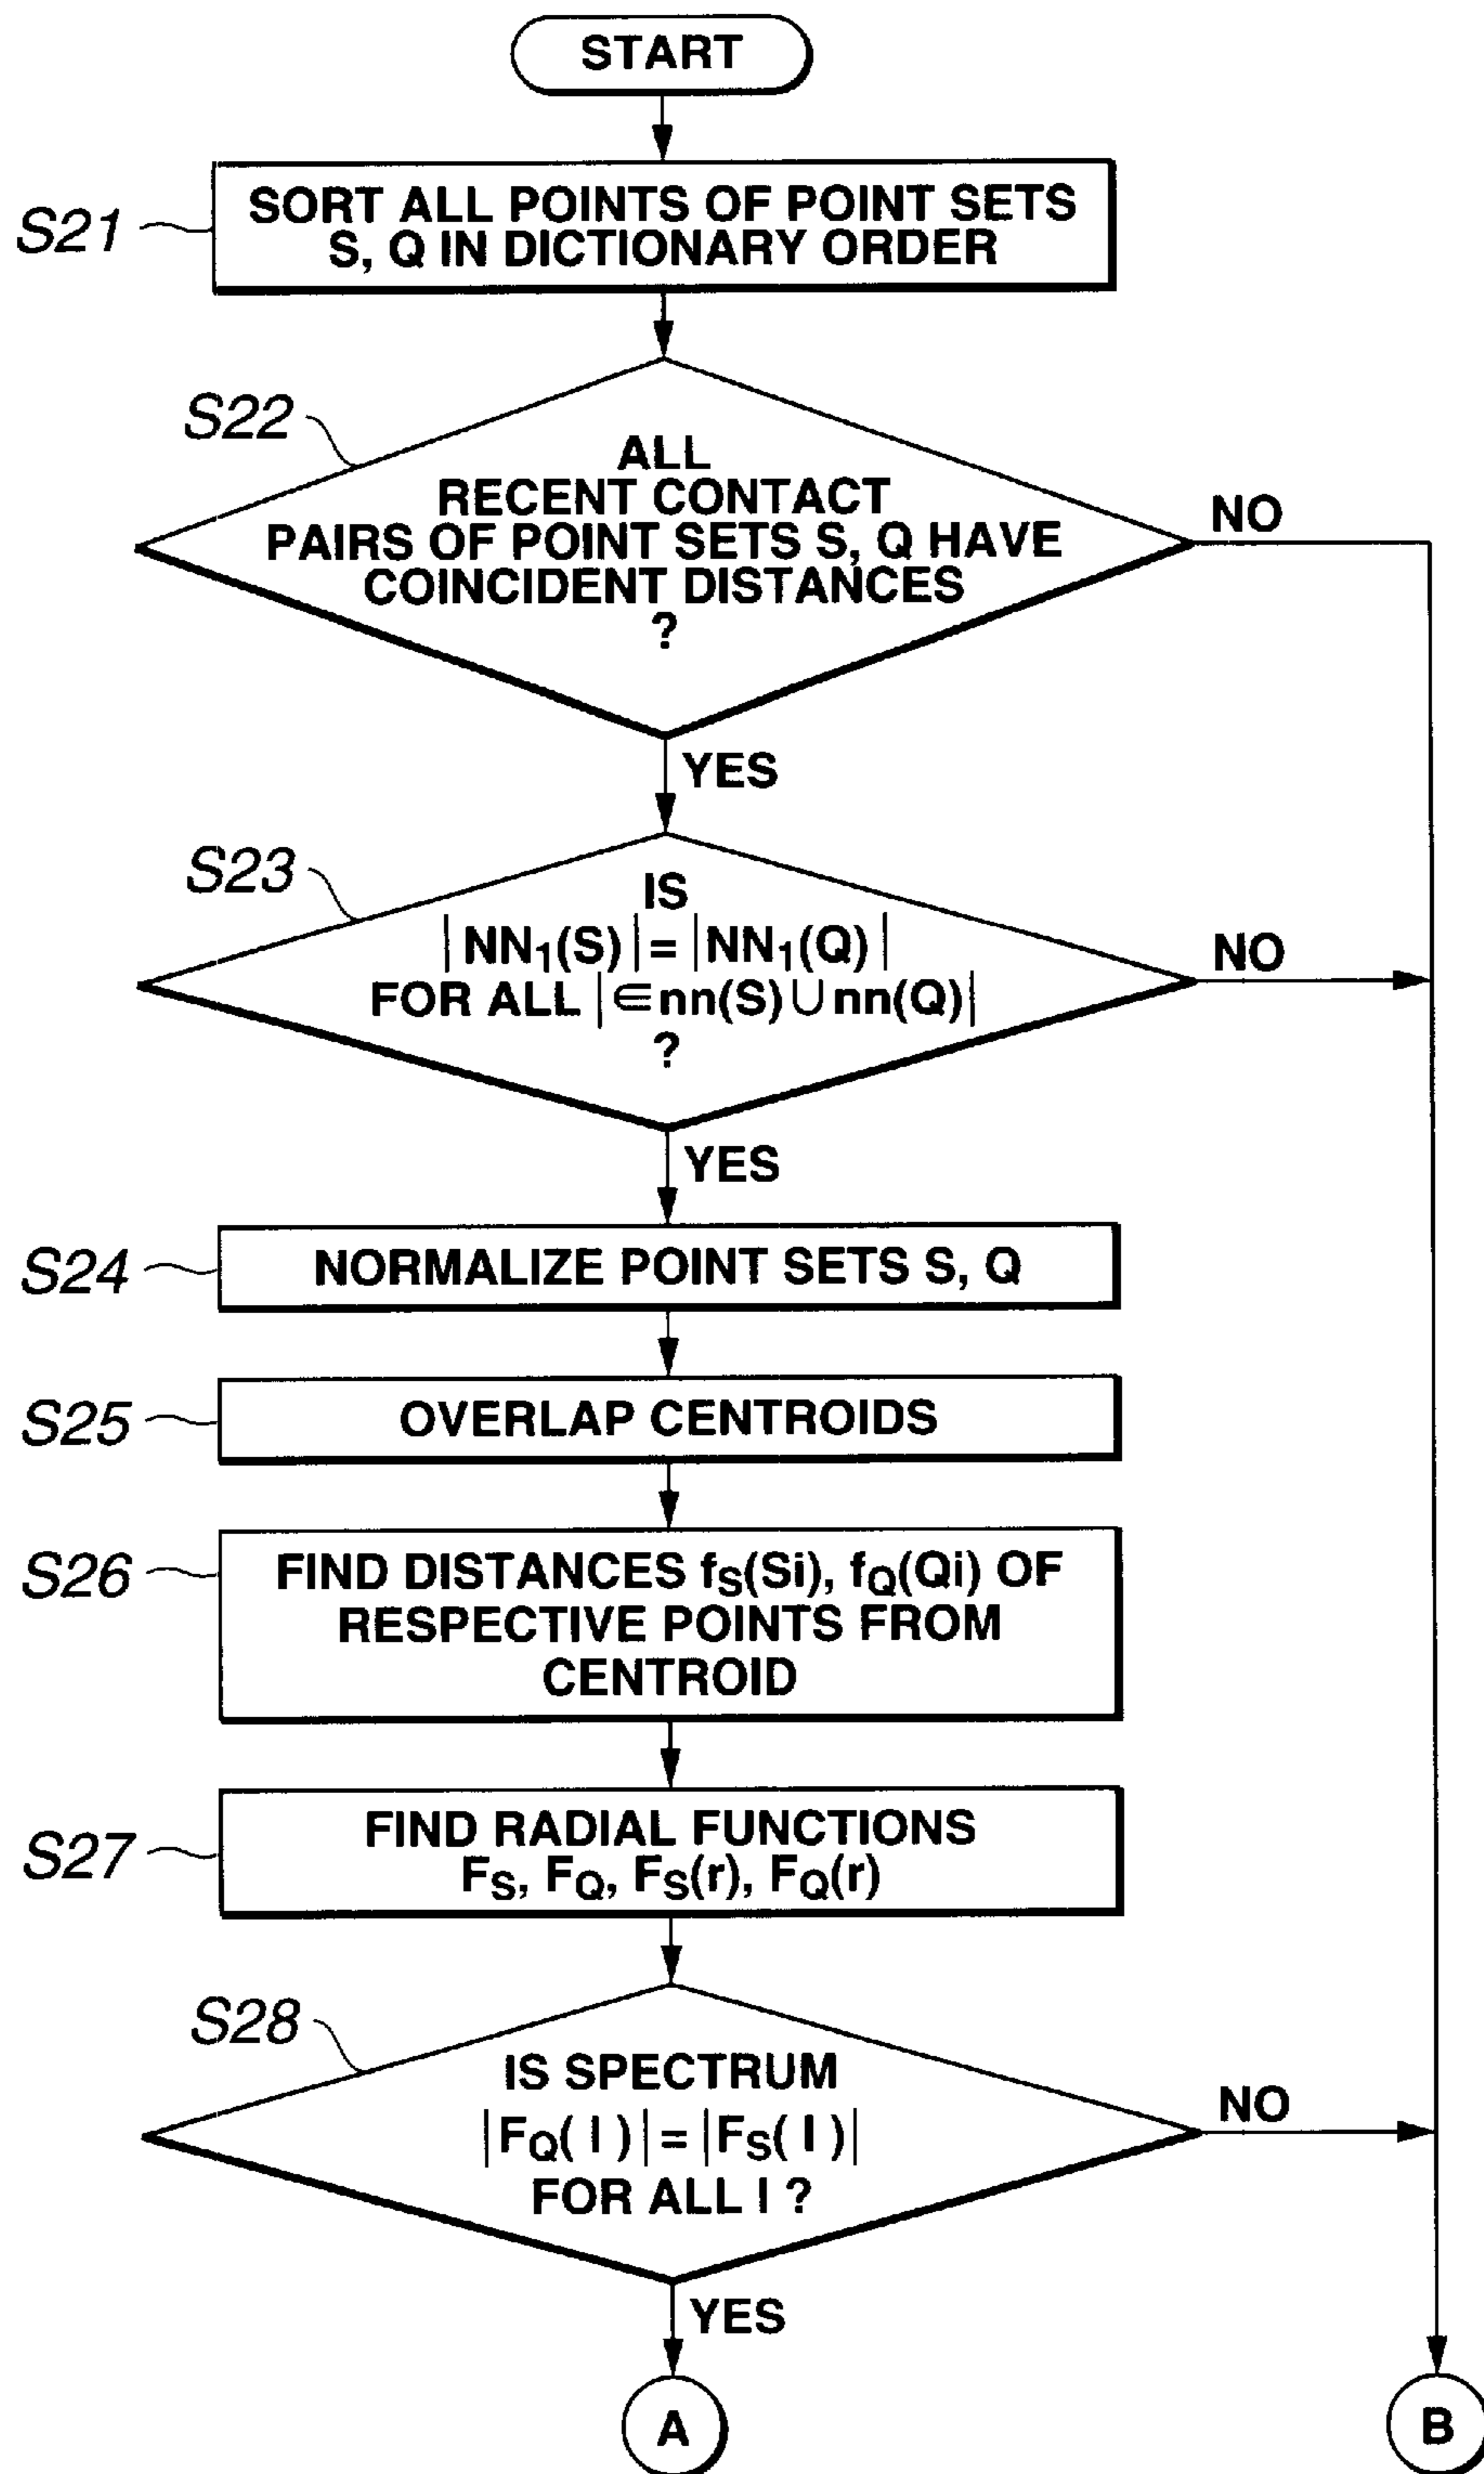 START
S21
SORT ALL POINTS OF POINT SETS
S, Q IN DICTIONARY ORDER
S22
ALL
RECENT CONTACT
PAIRS OF POINT SETS S, Q HAVE
COINCIDENT DISTANCES
?
NO
YES
S23
IS
|NN₁(S)|=|NN₁(Q)|
FOR ALL |∈nn(S)∪nn(Q)|
?
NO
YES
S24
NORMALIZE POINT SETS S, Q
S25
OVERLAP CENTROIDS
S26
FIND DISTANCES fS(Si), fQ(Qi) OF
RESPECTIVE POINTS FROM
CENTROID
S27
FIND RADIAL FUNCTIONS
FS, FQ, FS(r), FQ(r)
S28
IS SPECTRUM
|FQ( l )|=|FS( l )|
FOR ALL l ?
NO
YES
A
B